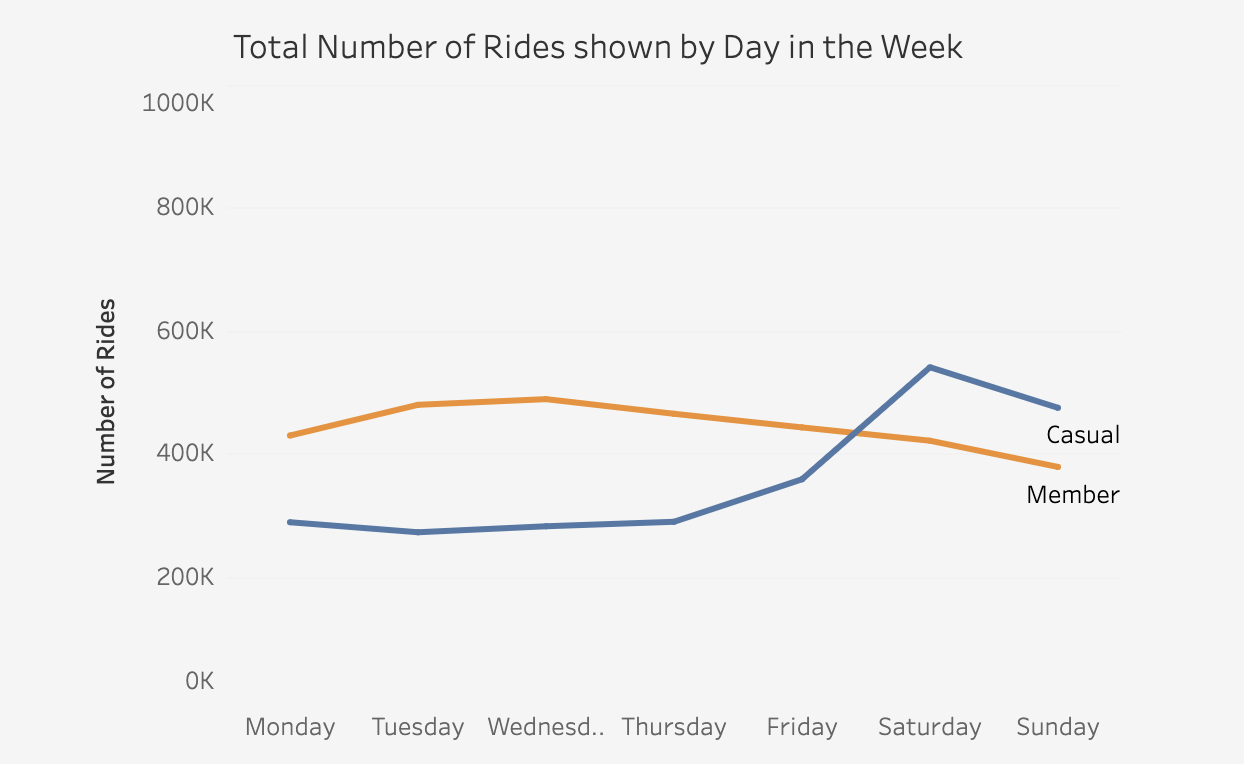 Total Number of Rides shown by Day in the Week
1000K
800K
600K
400K
200K
0K
Number of Rides
Casual
Member
Monday Tuesday Wednesd.. Thursday Friday Saturday Sunday